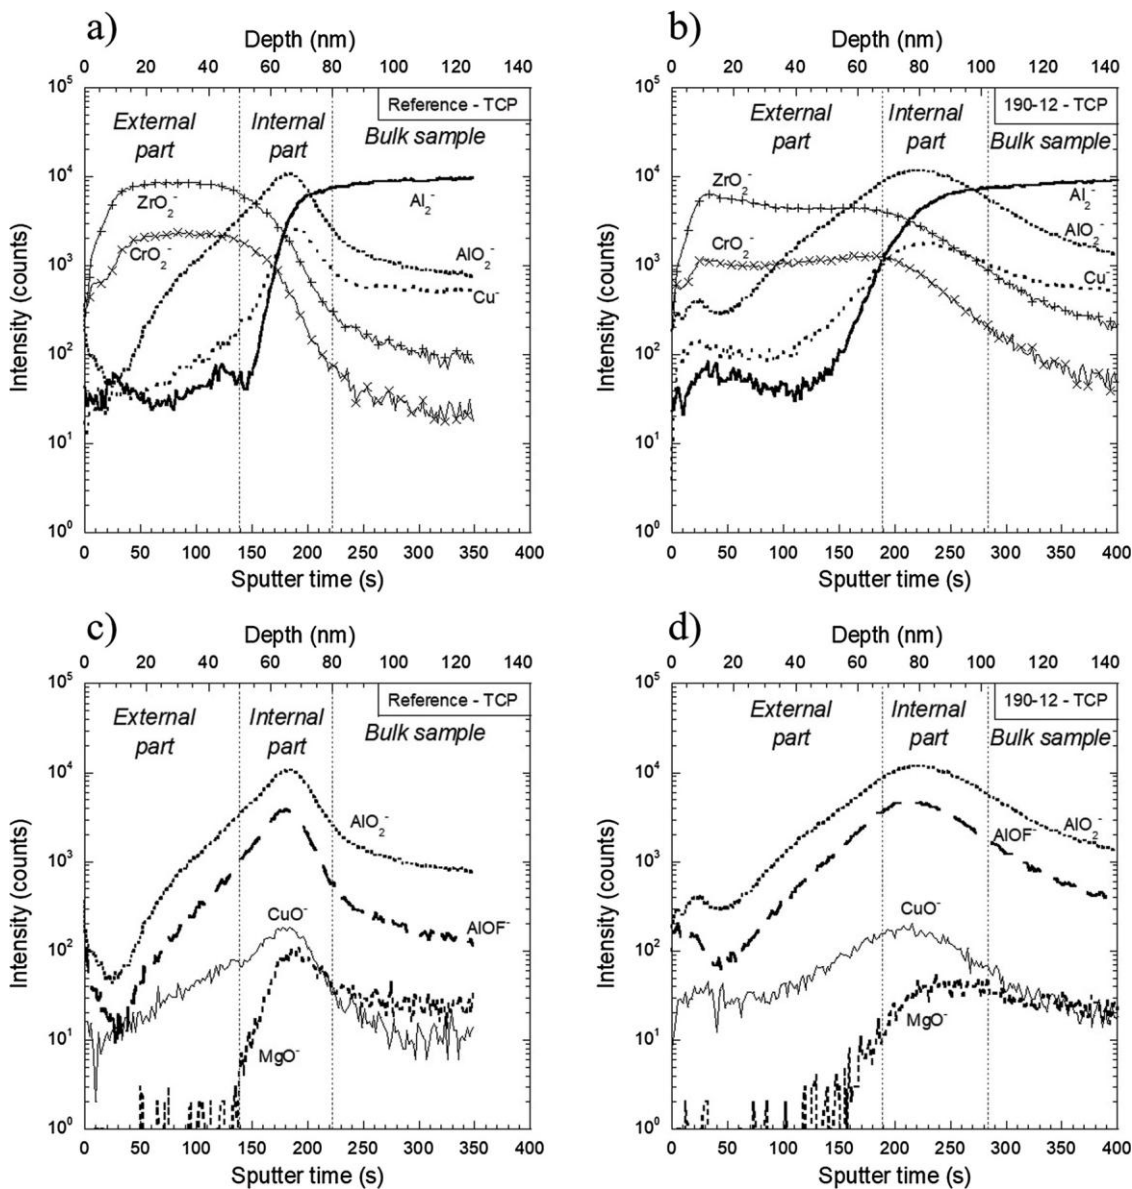 a)
Depth (nm)
0 20 40 60 80 100 120 140
10^5
10^4
10^3
10^2
10^1
10^0
Intensity (counts)
Reference - TCP
External part
Internal part
Bulk sample
ZrO2^-
CrO2^-
Al2^-
AlO2^-
Cu^-
0 50 100 150 200 250 300 350 400
Sputter time (s)
b)
Depth (nm)
0 20 40 60 80 100 120 140
10^5
10^4
10^3
10^2
10^1
10^0
Intensity (counts)
190-12 - TCP
External part
Internal part
Bulk sample
ZrO2^-
CrO2^-
Al2^-
AlO2^-
Cu^-
0 50 100 150 200 250 300 350 400
Sputter time (s)
c)
Depth (nm)
0 20 40 60 80 100 120 140
10^5
10^4
10^3
10^2
10^1
10^0
Intensity (counts)
Reference - TCP
External part
Internal part
Bulk sample
AlO2^-
CuO^-
AlOF^-
MgO^-
0 50 100 150 200 250 300 350 400
Sputter time (s)
d)
Depth (nm)
0 20 40 60 80 100 120 140
10^5
10^4
10^3
10^2
10^1
10^0
Intensity (counts)
190-12 - TCP
External part
Internal part
Bulk sample
AlOF^-
AlO2^-
CuO^-
MgO^-
0 50 100 150 200 250 300 350 400
Sputter time (s)